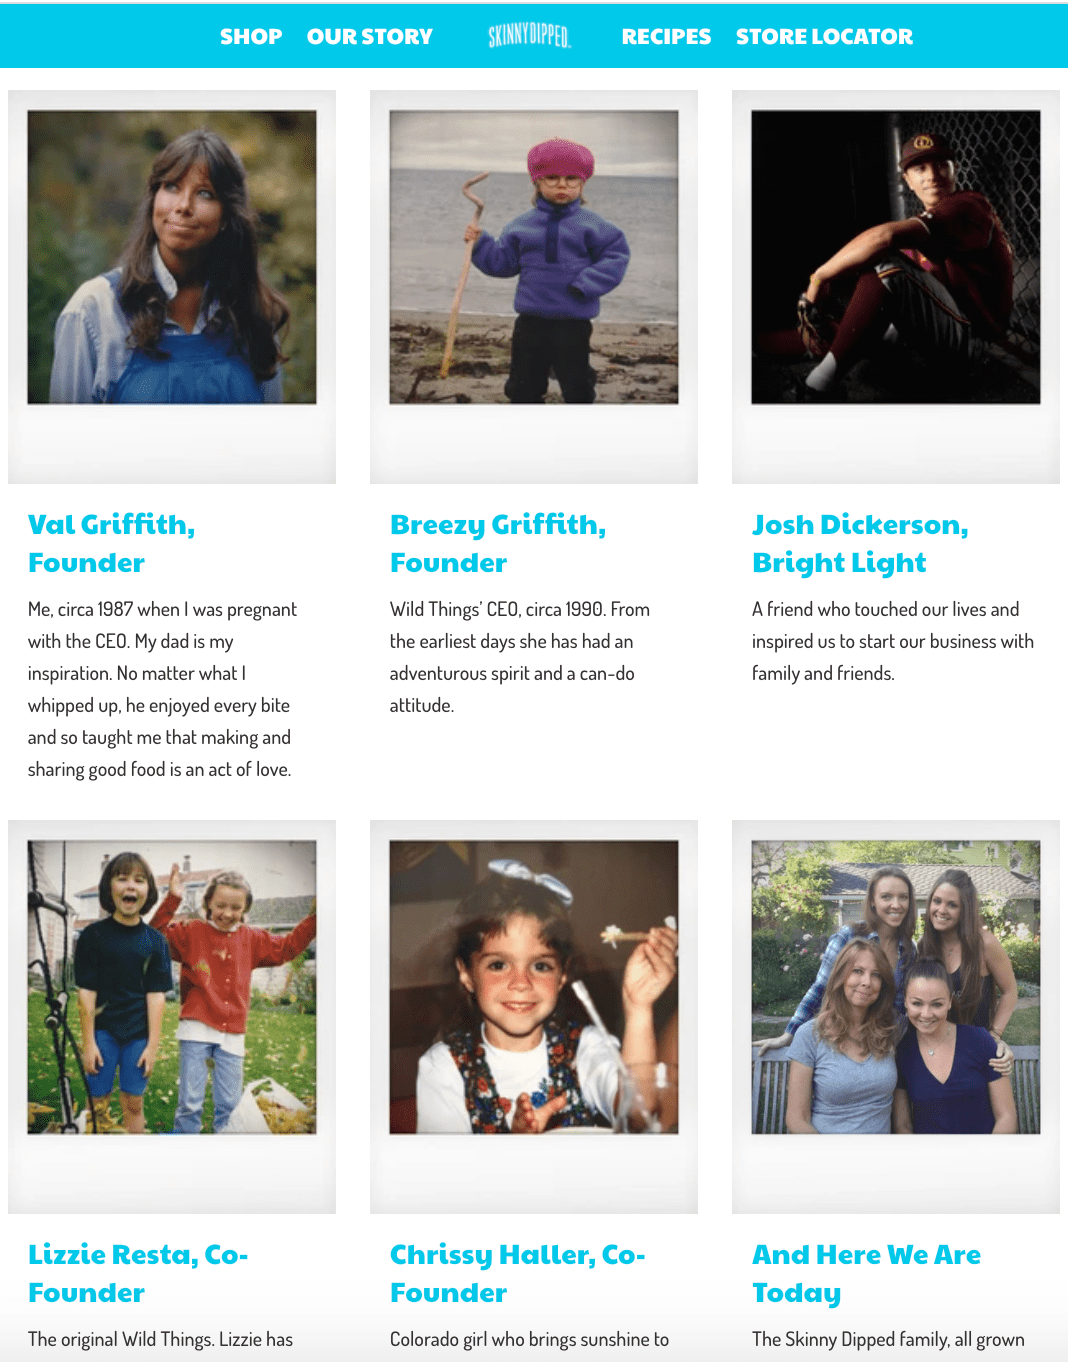 SHOP OUR STORY SKINNYDIPPED RECIPES STORE LOCATOR
Val Griffith,
Founder
Me, circa 1987 when I was pregnant
with the CEO. My dad is my
inspiration. No matter what I
whipped up, he enjoyed every bite
and so taught me that making and
sharing good food is an act of love.
Breezy Griffith,
Founder
Wild Things' CEO, circa 1990. From
the earliest days she has had an
adventurous spirit and a can-do
attitude.
Josh Dickerson,
Bright Light
A friend who touched our lives and
inspired us to start our business with
family and friends.
Lizzie Resta, Co-
Founder
The original Wild Things. Lizzie has
Chrissy Haller, Co-
Founder
Colorado girl who brings sunshine to
And Here We Are
Today
The Skinny Dipped family, all grown